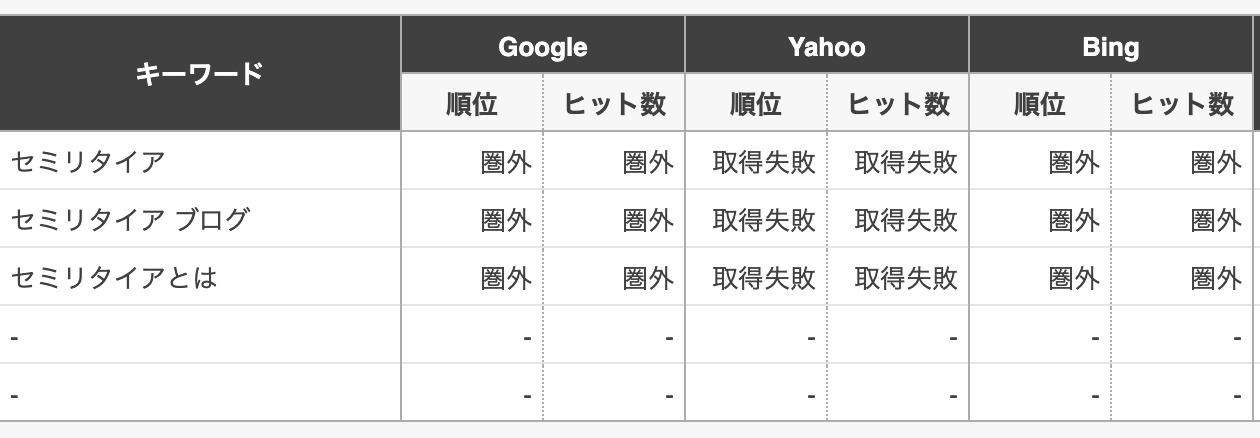 キーワード Google Yahoo Bing
順位 ヒット数 順位 ヒット数 順位 ヒット数
セミリタイア 圏外 圏外 取得失敗 取得失敗 圏外 圏外
セミリタイア ブログ 圏外 圏外 取得失敗 取得失敗 圏外 圏外
セミリタイアとは 圏外 圏外 取得失敗 取得失敗 圏外 圏外
- - - - - - -
- - - - - - -